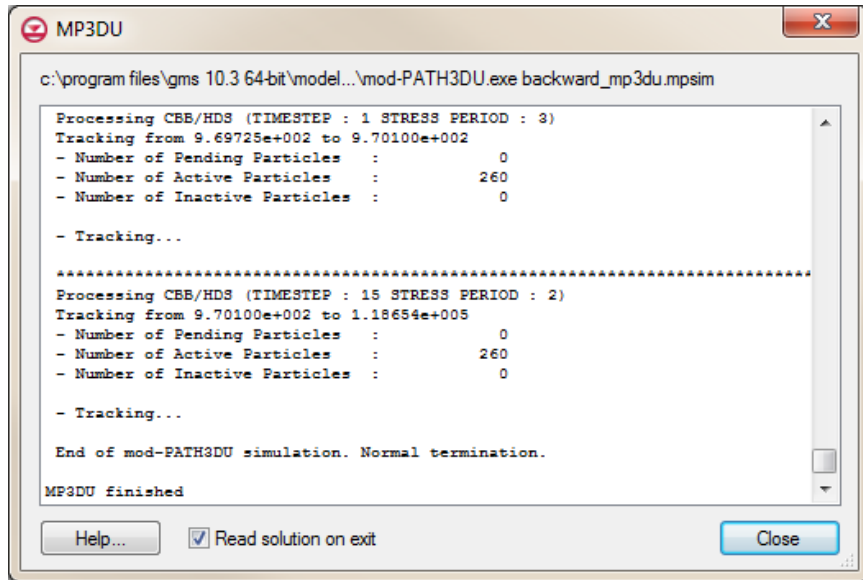 MP3DU
c:\program files\gms 10.3 64-bit\model...\mod-PATH3DU.exe backward_mp3du.mpsim
Processing CBB/HDS (TIMESTEP : 1 STRESS PERIOD : 3)
Tracking from 9.69725e+002 to 9.70100e+002
- Number of Pending Particles : 0
- Number of Active Particles : 260
- Number of Inactive Particles : 0
- Tracking...
*******************************************************************************
Processing CBB/HDS (TIMESTEP : 15 STRESS PERIOD : 2)
Tracking from 9.70100e+002 to 1.18654e+005
- Number of Pending Particles : 0
- Number of Active Particles : 260
- Number of Inactive Particles : 0
- Tracking...
End of mod-PATH3DU simulation. Normal termination.
MP3DU finished
Help... Read solution on exit Close